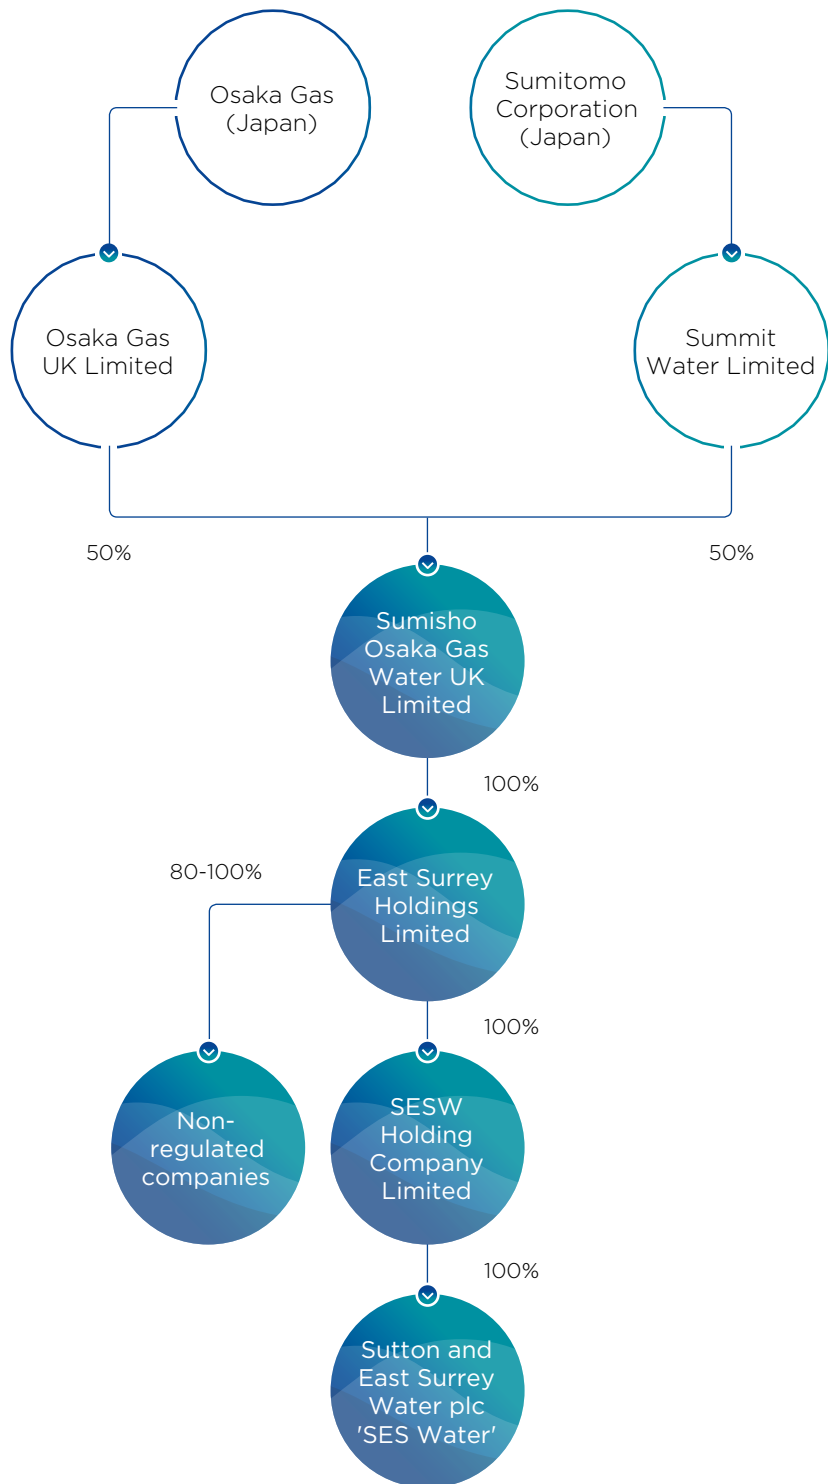 Osaka Gas
(Japan)
Sumitomo
Corporation
(Japan)
Osaka Gas
UK Limited
Summit
Water Limited
50%
50%
Sumisho
Osaka Gas
Water UK
Limited
100%
80-100%
East Surrey
Holdings
Limited
100%
Non-
regulated
companies
SESW
Holding
Company
Limited
100%
Sutton and
East Surrey
Water plc
'SES Water'